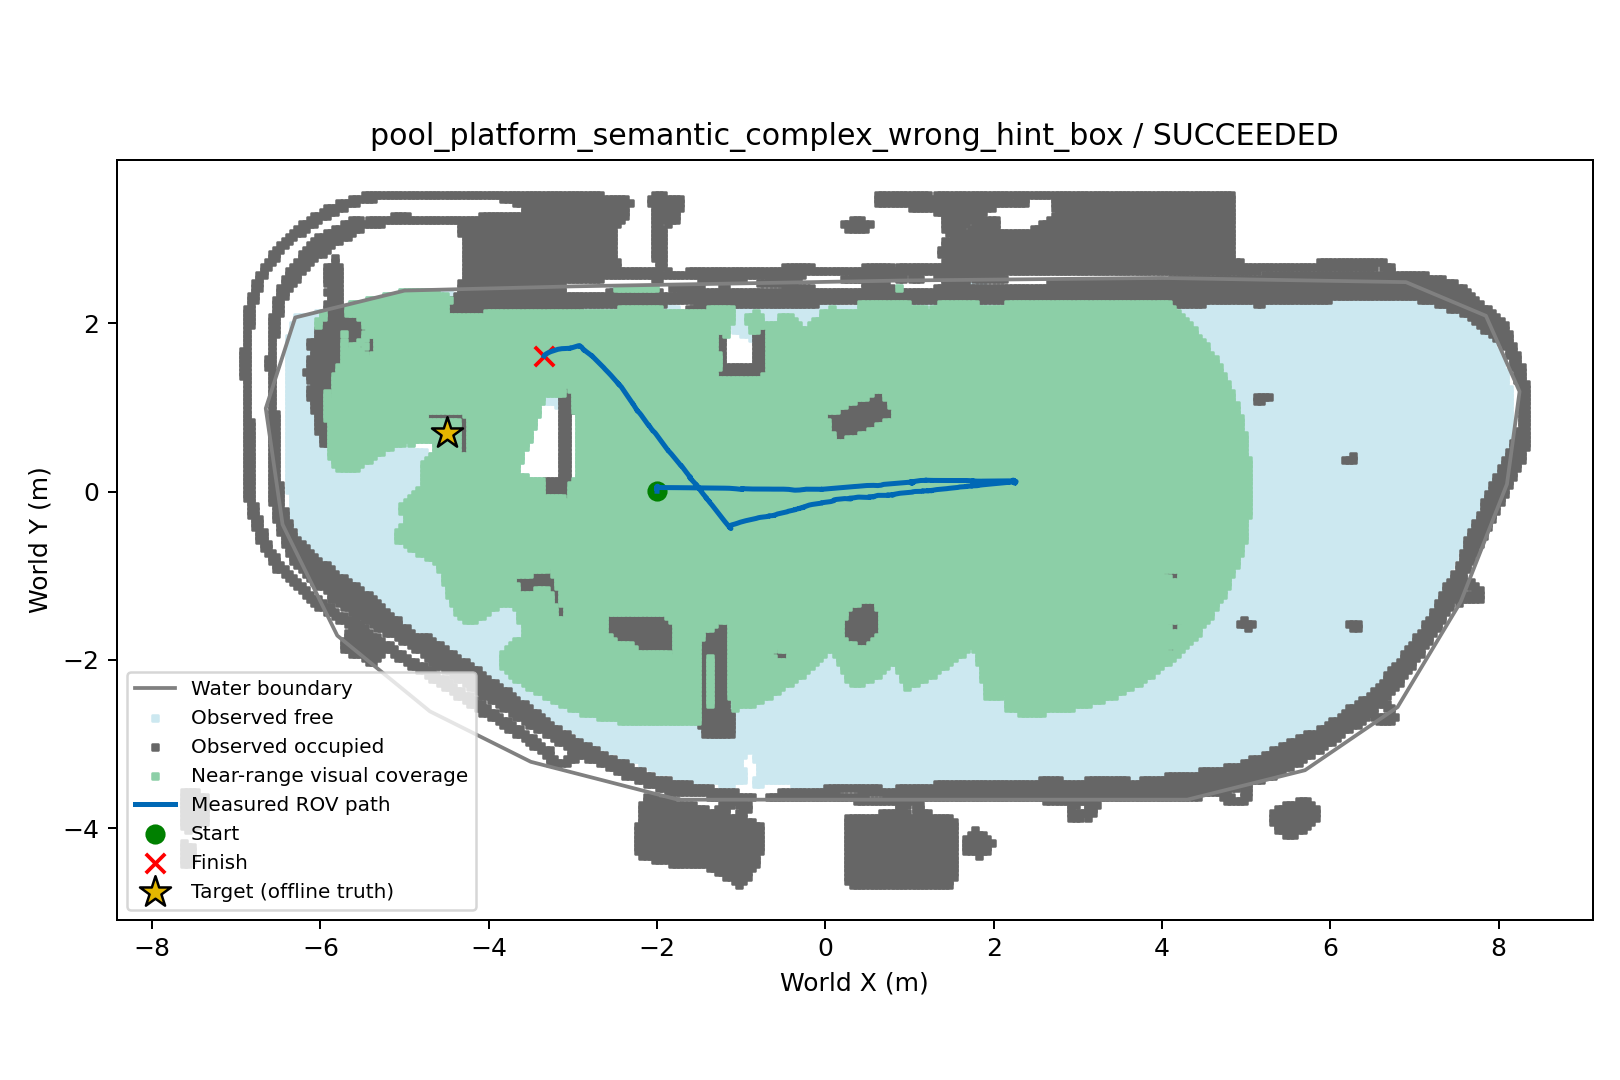 pool_platform_semantic_complex_wrong_hint_box / SUCCEEDED
World Y (m)
2
0
−2
−4
Water boundary
Observed free
Observed occupied
Near-range visual coverage
Measured ROV path
Start
Finish
Target (offline truth)
−8 −6 −4 −2 0 2 4 6 8
World X (m)